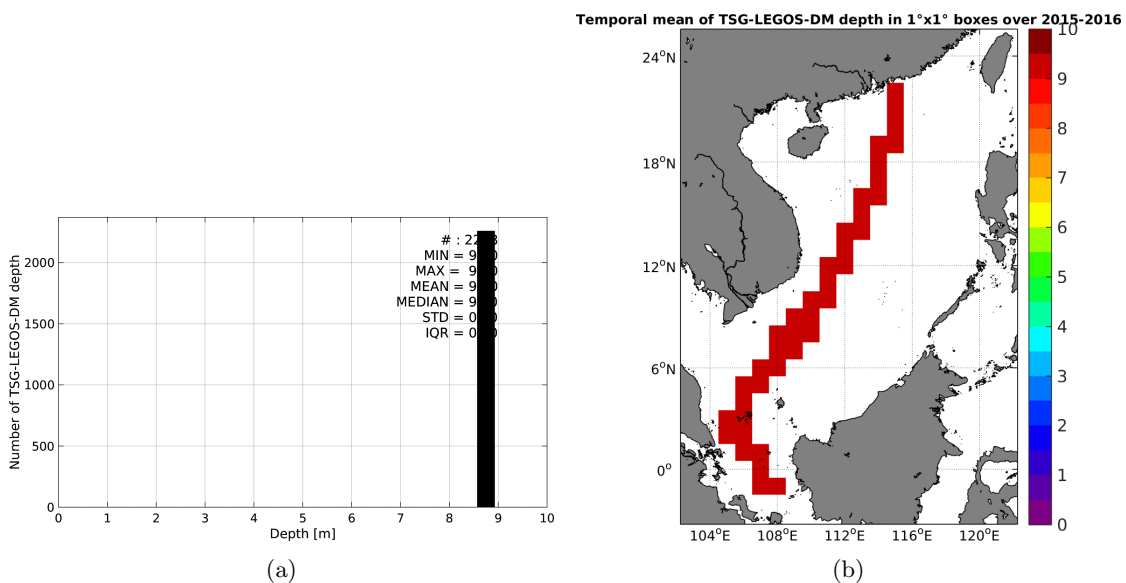 Number of TSG-LEGOS-DM depth
2000
1500
1000
500
0
# : 22
MIN = 9
MAX = 9
MEAN = 9
MEDIAN = 9
STD = 0
IQR = 0
0 1 2 3 4 5 6 7 8 9 10
Depth [m]
(a)
Temporal mean of TSG-LEGOS-DM depth in 1°x1° boxes over 2015-2016
24°N
18°N
12°N
6°N
0°
104°E 108°E 112°E 116°E 120°E
10
9
8
7
6
5
4
3
2
1
0
(b)